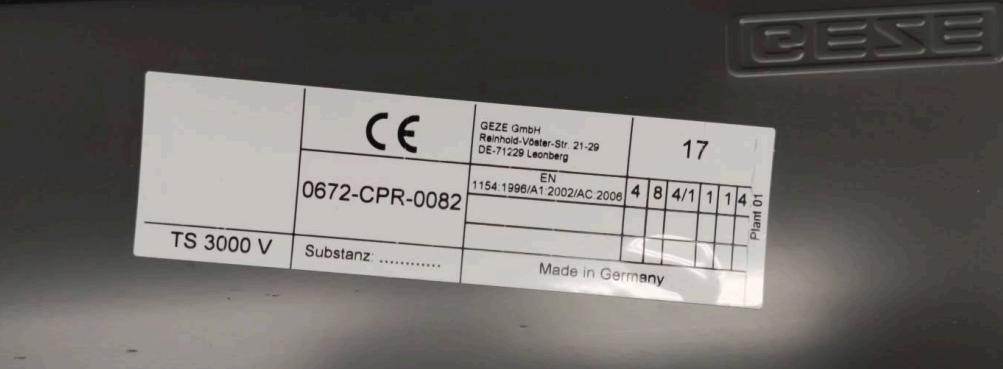 GEZE
CE
GEZE GmbH
Reinhold-Vöster-Str. 21-29
DE-71229 Leonberg
17
0672-CPR-0082
EN
1154:1996/A1:2002/AC:2006
4 8 4/1 1 1 4
Plant 01
TS 3000 V
Substanz: ............
Made in Germany